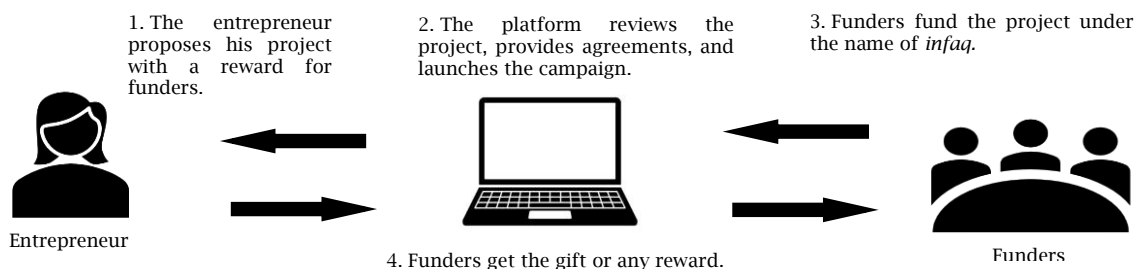 1. The entrepreneur
proposes his project
with a reward for
funders.
2. The platform reviews the
project, provides agreements, and
launches the campaign.
3. Funders fund the project under
the name of infaq.
Entrepreneur
Funders
4. Funders get the gift or any reward.